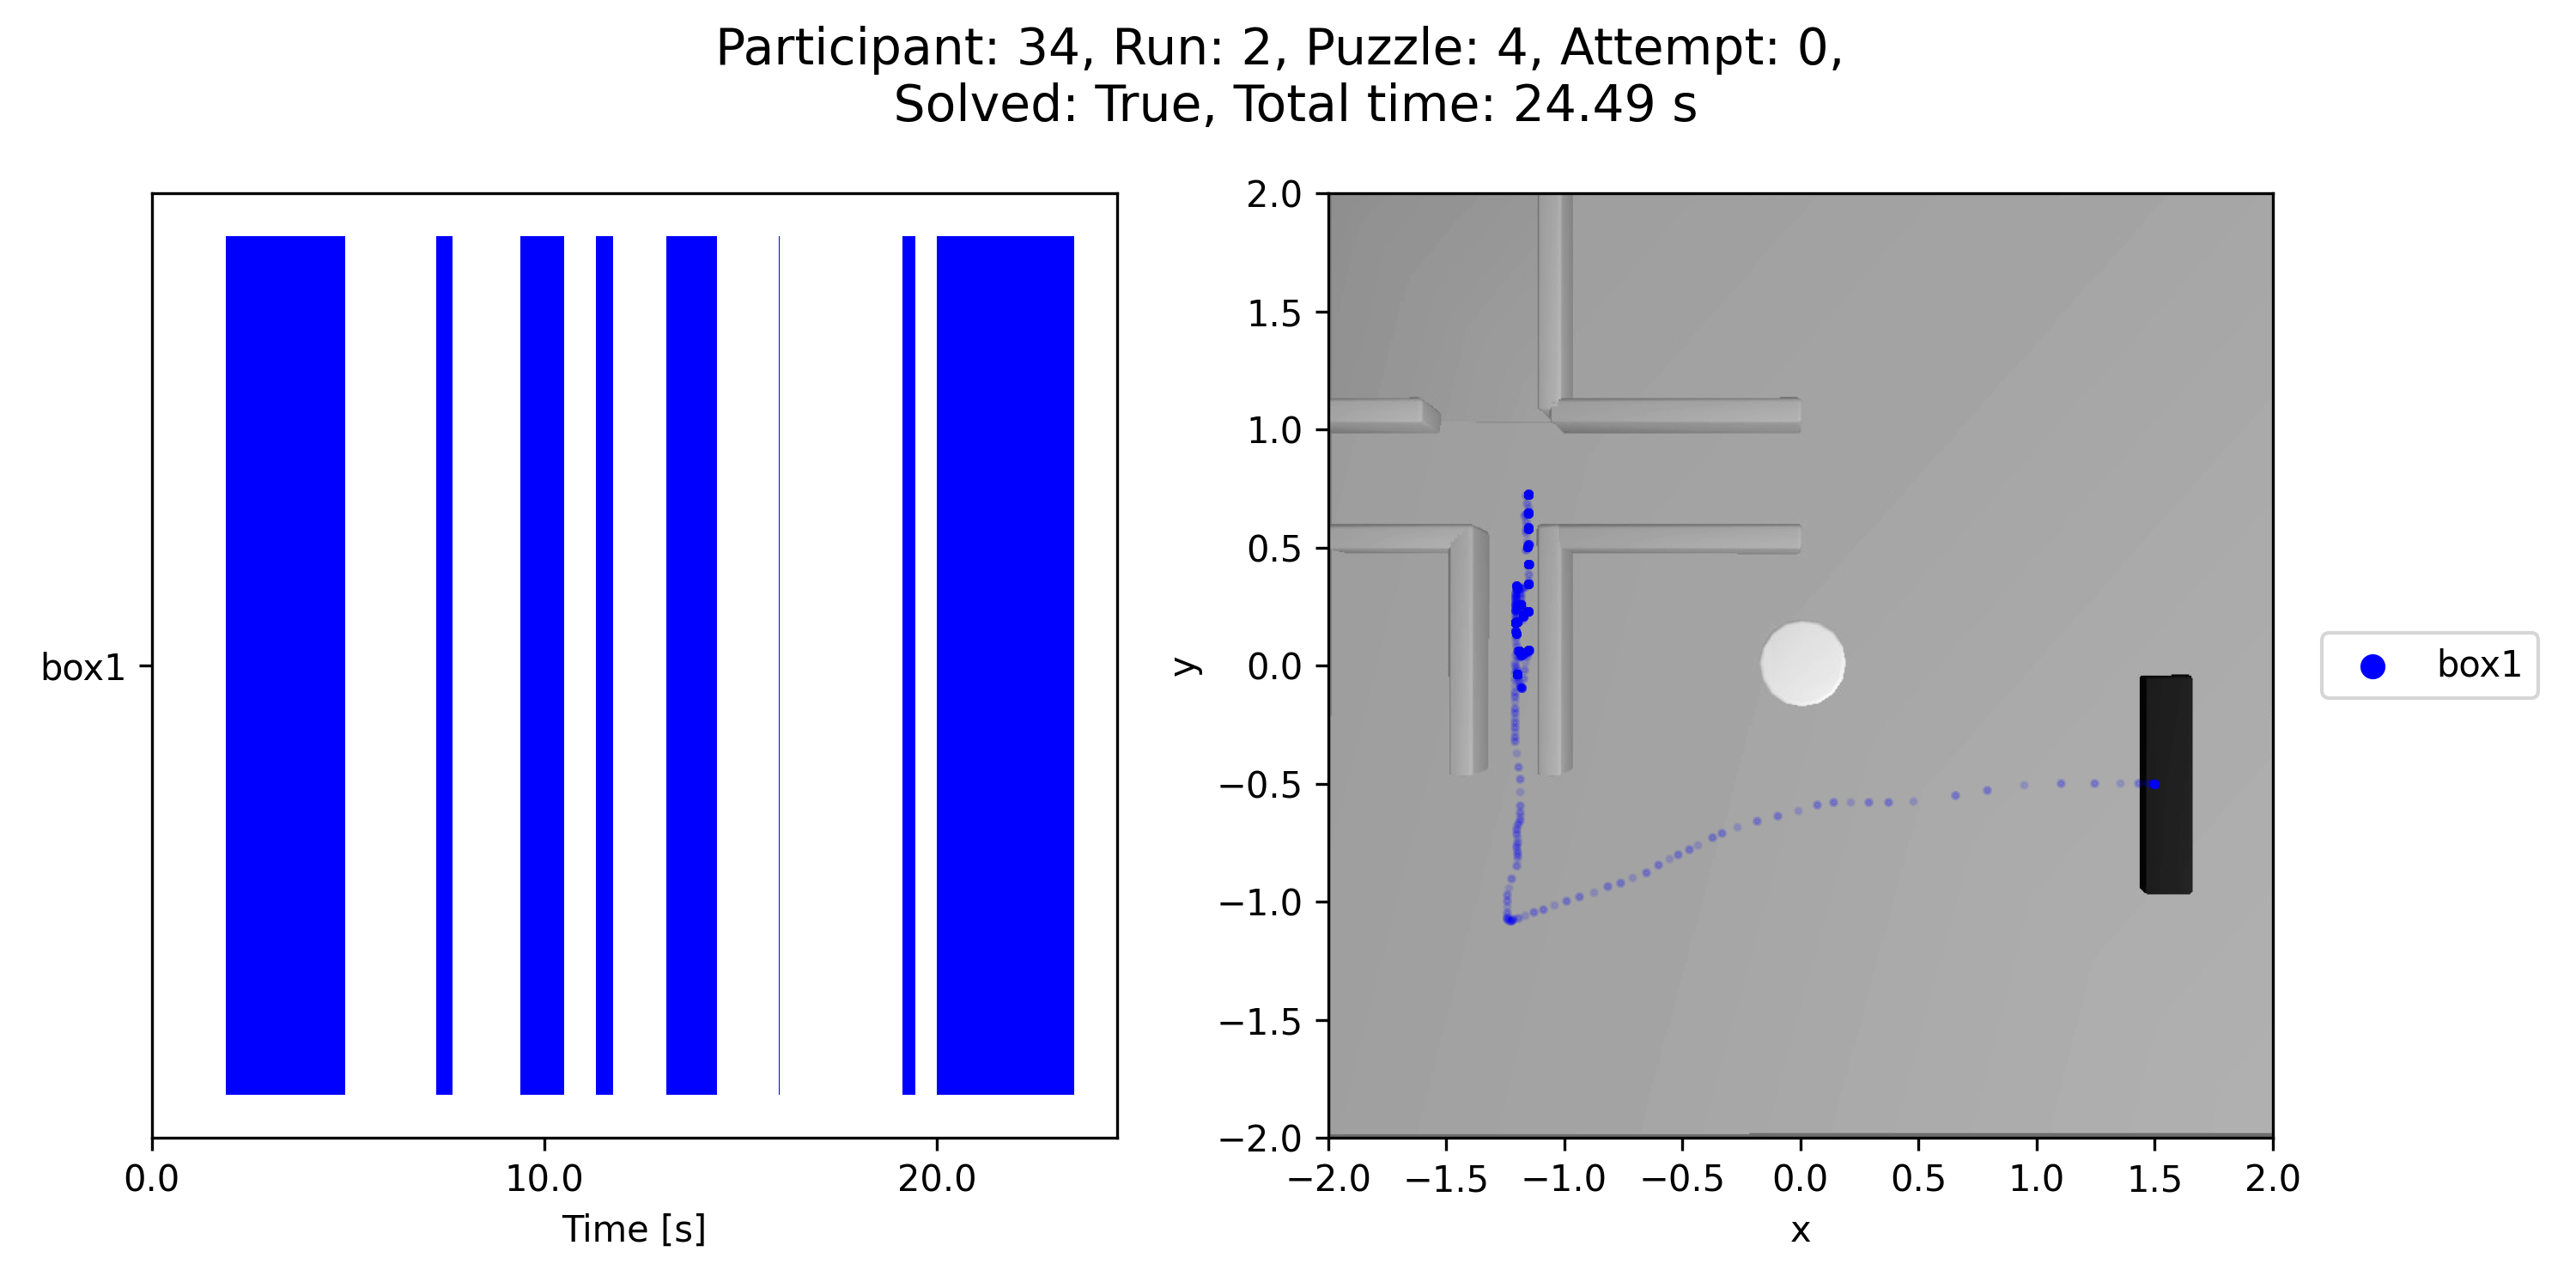 Participant: 34, Run: 2, Puzzle: 4, Attempt: 0,
Solved: True, Total time: 24.49 s
box1
0.0 10.0 20.0
Time [s]
2.0
1.5
1.0
0.5
0.0
−0.5
−1.0
−1.5
−2.0
y
−2.0 −1.5 −1.0 −0.5 0.0 0.5 1.0 1.5 2.0
x
box1